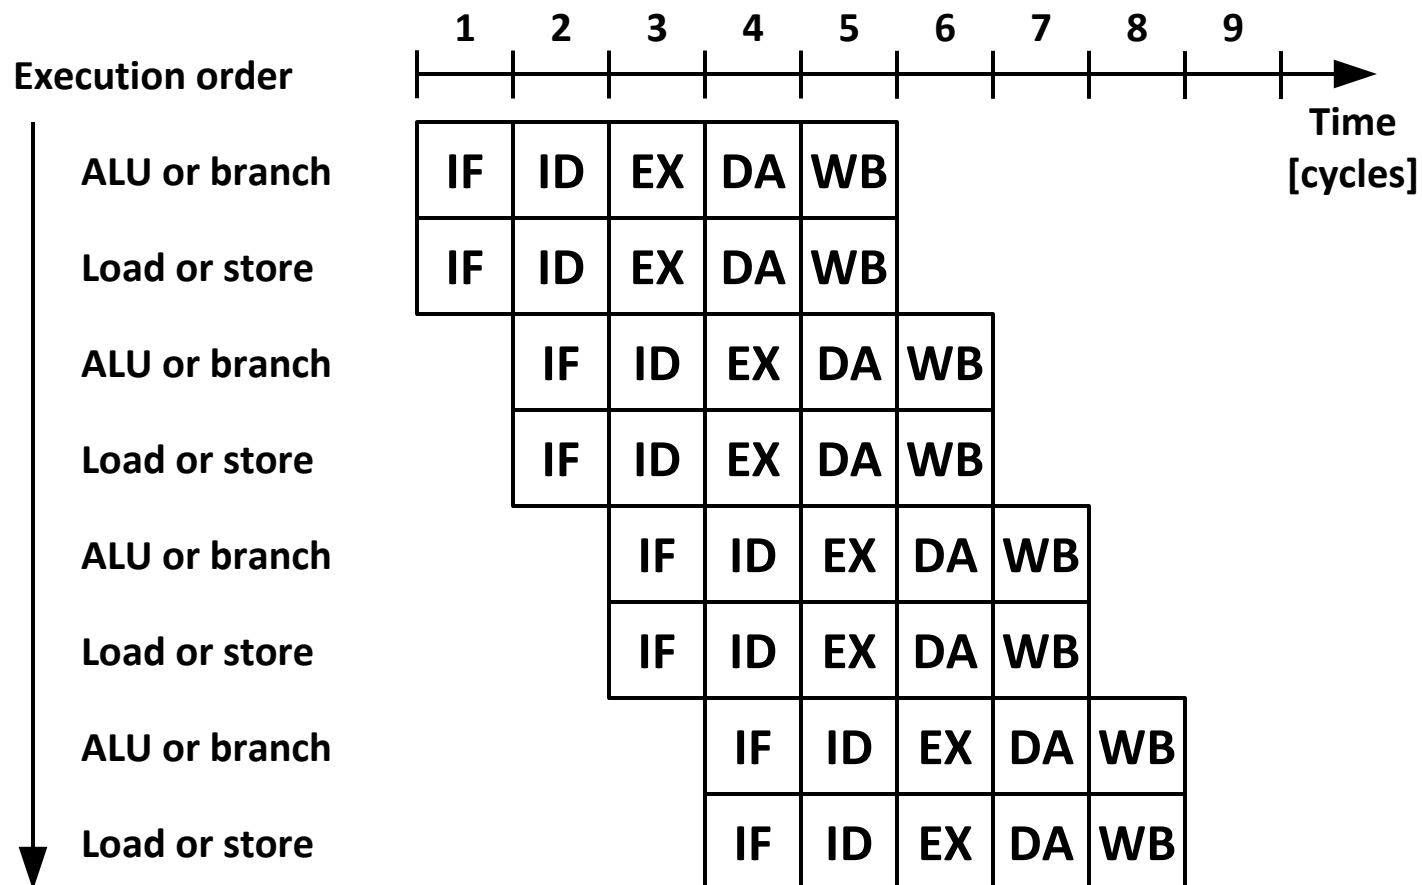 1 2 3 4 5 6 7 8 9
Execution order
Time
[cycles]
ALU or branch IF ID EX DA WB
Load or store IF ID EX DA WB
ALU or branch IF ID EX DA WB
Load or store IF ID EX DA WB
ALU or branch IF ID EX DA WB
Load or store IF ID EX DA WB
ALU or branch IF ID EX DA WB
Load or store IF ID EX DA WB